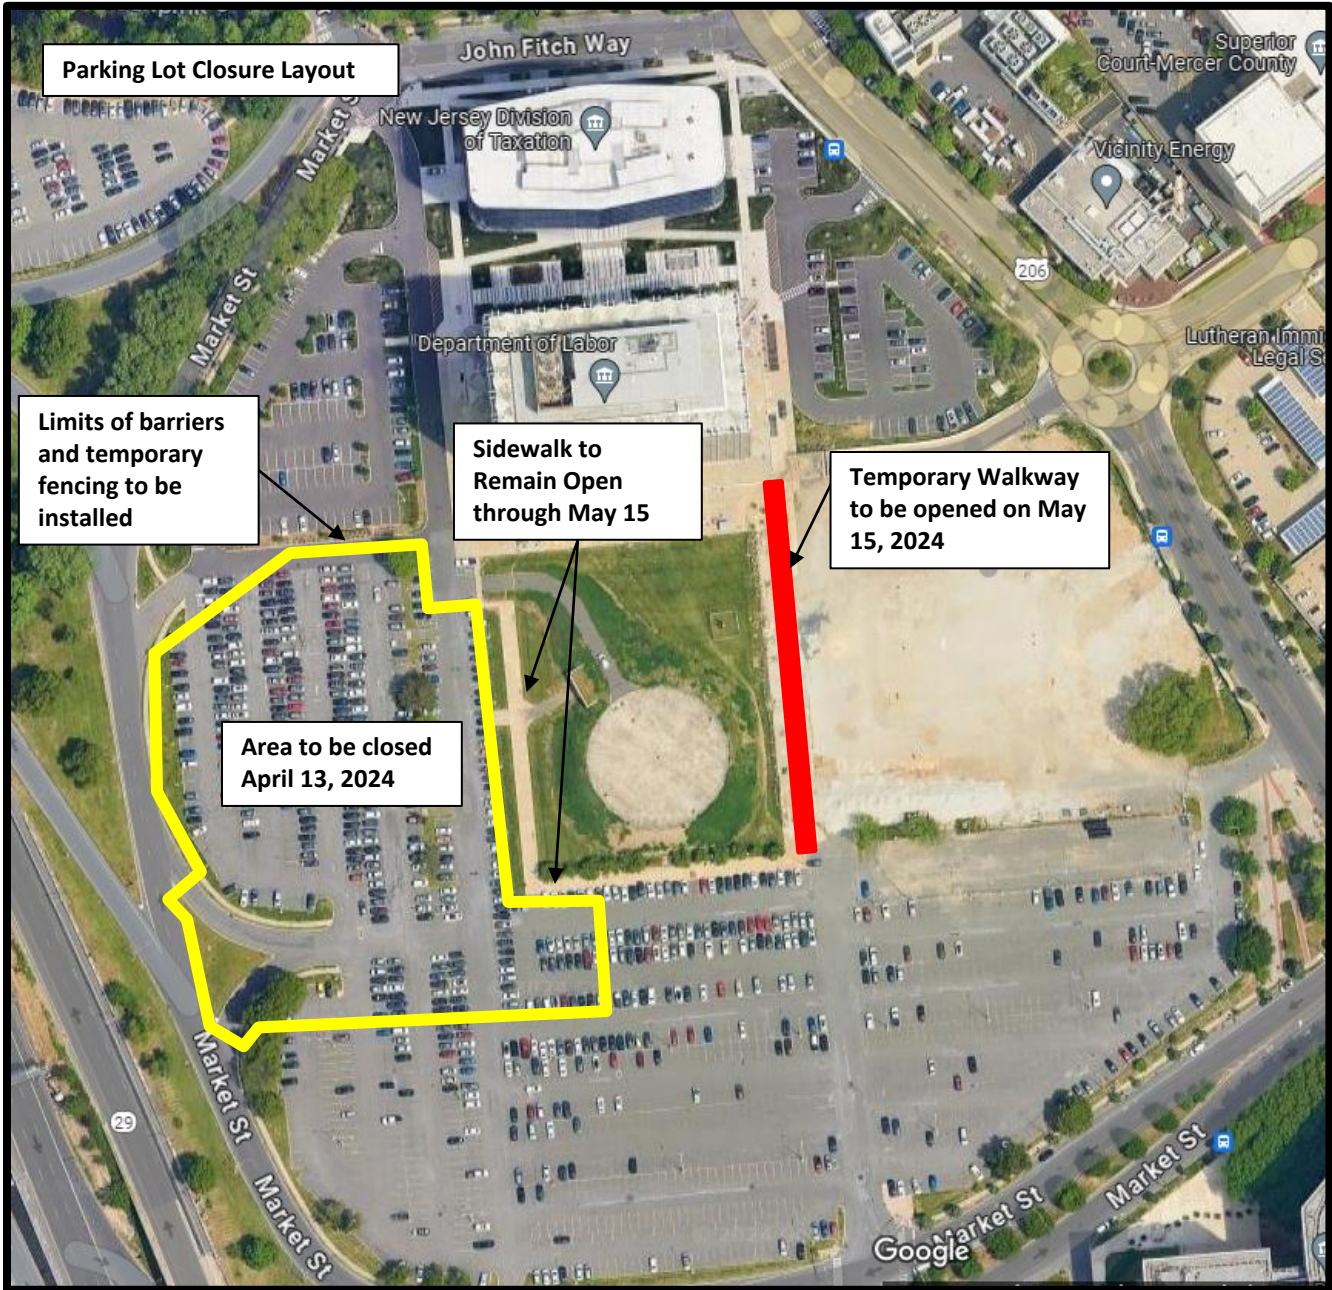 Parking Lot Closure Layout
John Fitch Way
Superior
Court-Mercer County
New Jersey Division
of Taxation
Market S
Vicinity Energy
206
Market St
Lutheran Immi
Legal S
Department of Labor
Limits of barriers
and temporary
fencing to be
installed
Sidewalk to
Remain Open
through May 15
Temporary Walkway
to be opened on May
15, 2024
Area to be closed
April 13, 2024
29
Market St
Market St
Market St
Market St
Google